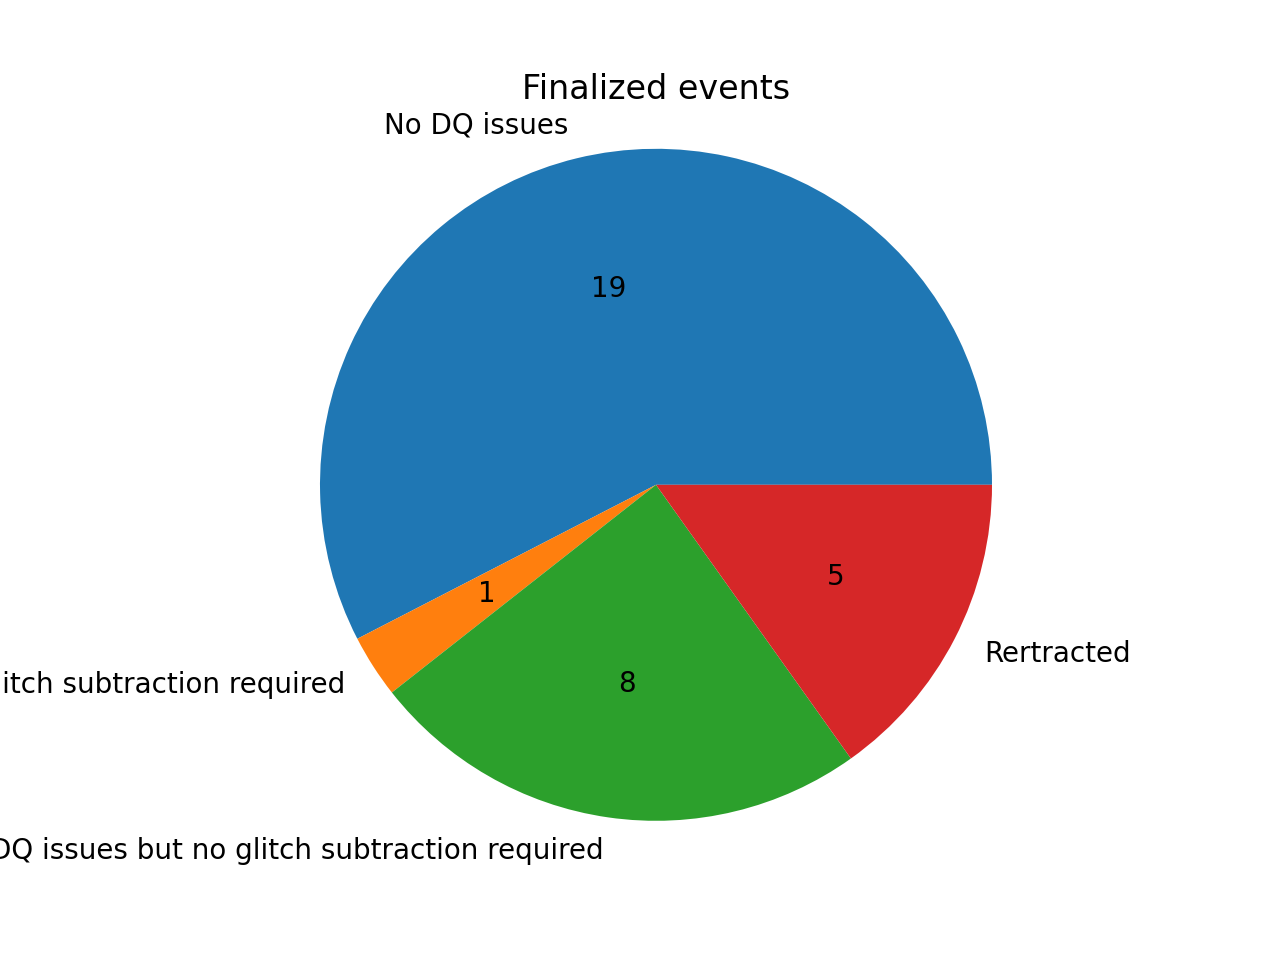 Finalized events
No DQ issues
19
1
5
Rertracted
itch subtraction required
8
DQ issues but no glitch subtraction required